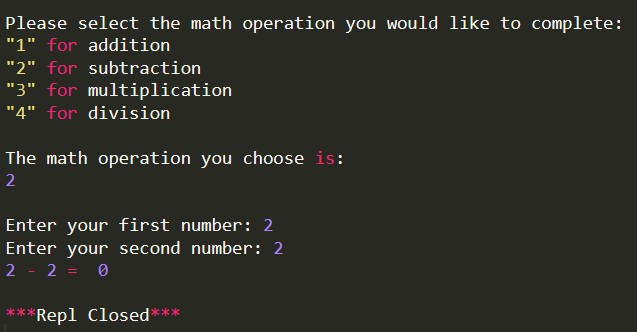 Please select the math operation you would like to complete:
"1" for addition
"2" for subtraction
"3" for multiplication
"4" for division
The math operation you choose is:
2
Enter your first number: 2
Enter your second number: 2
2 - 2 =  0
***Repl Closed***